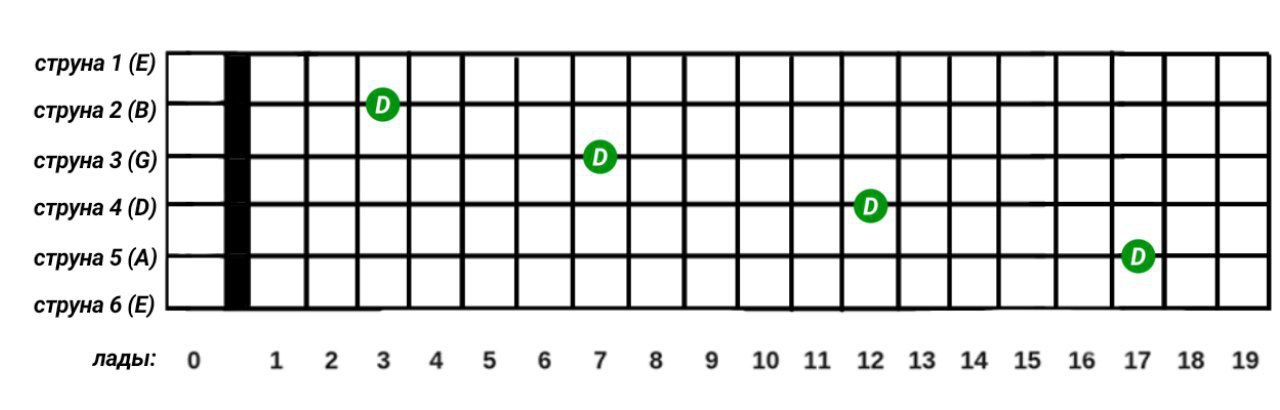 струна 1 (E)
струна 2 (B)
D
струна 3 (G)
D
струна 4 (D)
D
струна 5 (A)
D
струна 6 (E)
лады: 0 1 2 3 4 5 6 7 8 9 10 11 12 13 14 15 16 17 18 19